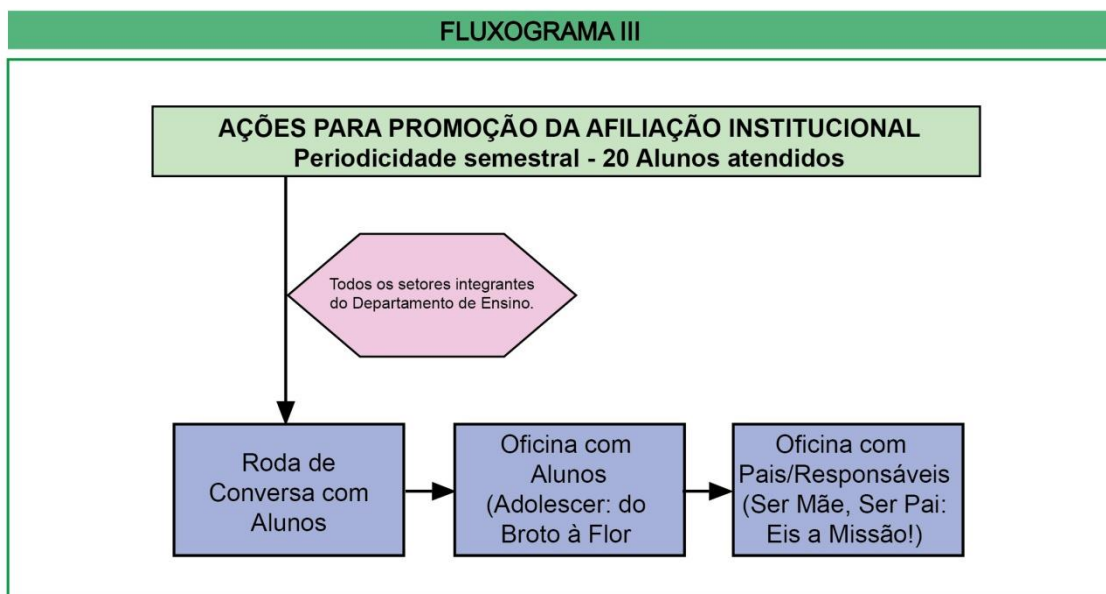 FLUXOGRAMA III
AÇÕES PARA PROMOÇÃO DA AFILIAÇÃO INSTITUCIONAL
Periodicidade semestral - 20 Alunos atendidos
Todos os setores integrantes
do Departamento de Ensino.
Roda de
Conversa com
Alunos
Oficina com
Alunos
(Adolescer: do
Broto à Flor
Oficina com
Pais/Responsáveis
(Ser Mãe, Ser Pai:
Eis a Missão!)